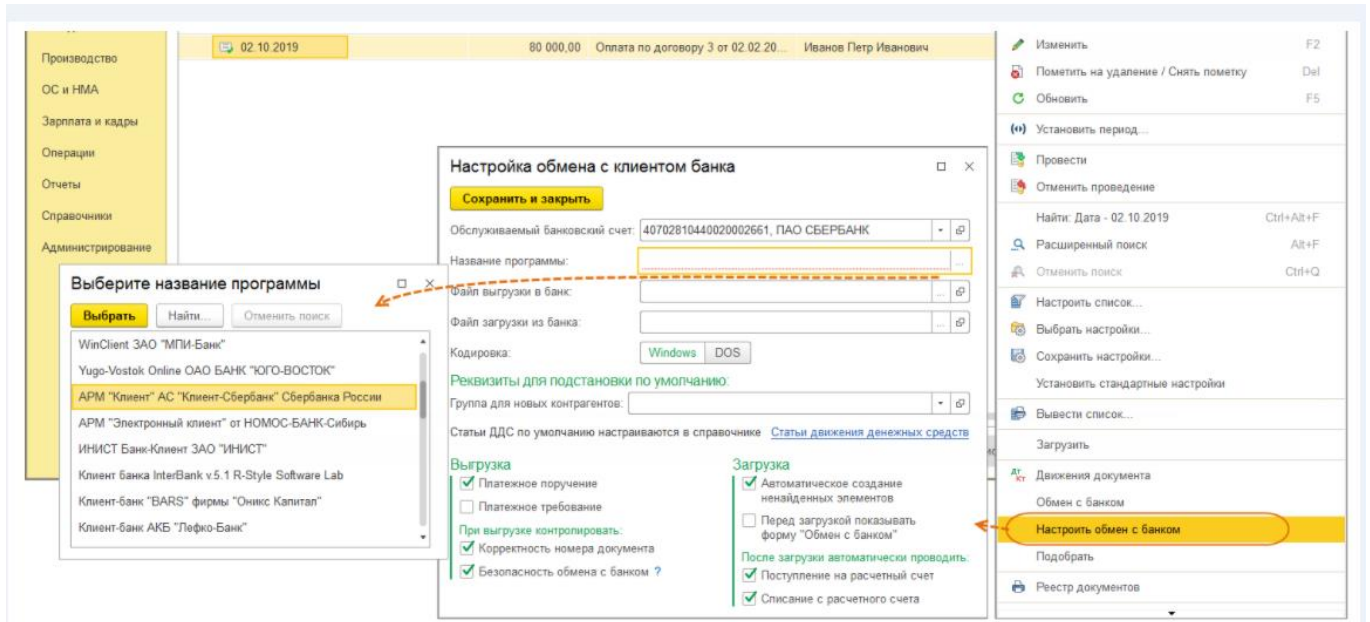 Производство
ОС и НМА
Зарплата и кадры
Операции
Отчеты
Справочники
Администрирование
02.10.2019 80 000,00 Оплата по договору 3 от 02.02.20... Иванов Петр Иванович
Настройка обмена с клиентом банка
Сохранить и закрыть
Обслуживаемый банковский счет: 40702810440020002661, ПАО СБЕРБАНК
Название программы:
Файл выгрузки в банк:
Файл загрузки из банка:
Кодировка: Windows DOS
Реквизиты для подстановки по умолчанию:
Группа для новых контрагентов:
Статьи ДДС по умолчанию настраиваются в справочнике Статьи движения денежных средств
Выгрузка
Платежное поручение
Платежное требование
При выгрузке контролировать:
Корректность номера документа
Безопасность обмена с банком ?
Загрузка
Автоматическое создание
ненайденных элементов
Перед загрузкой показывать
форму "Обмен с банком"
После загрузки автоматически проводить:
Поступление на расчетный счет
Списание с расчетного счета
Выберите название программы
Выбрать Найти... Отменить поиск
WinClient ЗАО "МПИ-Банк"
Yugo-Vostok Online ОАО БАНК "ЮГО-ВОСТОК"
АРМ "Клиент" АС "Клиент-Сбербанк" Сбербанка России
АРМ "Электронный клиент" от НОМОС-БАНК-Сибирь
ИНИСТ Банк-Клиент ЗАО "ИНИСТ"
Клиент банка InterBank v.5.1 R-Style Software Lab
Клиент-банк "BARS" фирмы "Оникс Капитал"
Клиент-банк АКБ "Лефко-Банк"
Изменить F2
Пометить на удаление / Снять пометку Del
Обновить F5
Установить период...
Провести
Отменить проведение
Найти: Дата - 02.10.2019 Ctrl+Alt+F
Расширенный поиск Alt+F
Отменить поиск Ctrl+Q
Настроить список...
Выбрать настройки...
Сохранить настройки...
Установить стандартные настройки
Вывести список...
Загрузить
Дт Кт Движения документа
Обмен с банком
Настроить обмен с банком
Подобрать
Реестр документов